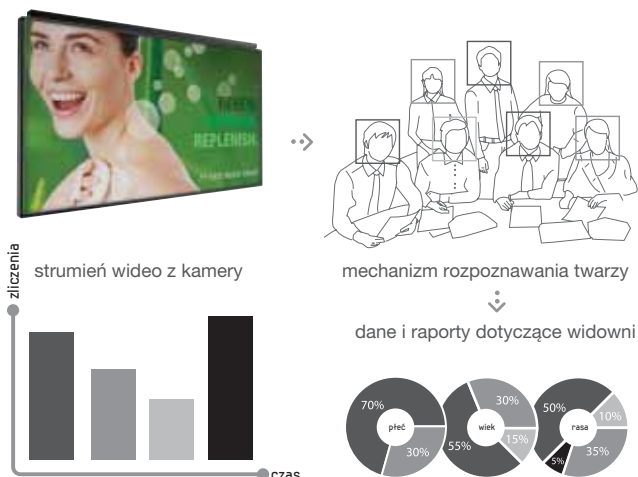 REPLENISH.
strumień wideo z kamery
mechanizm rozpoznawania twarzy
dane i raporty dotyczące widowni
zliczenia
czas
70%
30%
płeć
30%
15%
55%
wiek
50%
10%
35%
5%
rasa